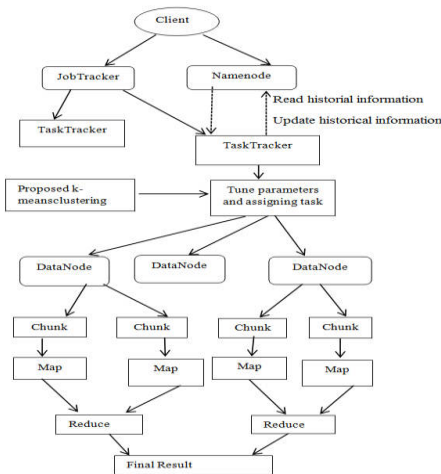 Client
JobTracker
Namenode
Read historial information
Update historical information
TaskTracker
TaskTracker
Proposed k-
meansclustering
Tune parameters
and assigning task
DataNode
DataNode
DataNode
Chunk
Chunk
Chunk
Chunk
Map
Map
Map
Map
Reduce
Reduce
Final Result